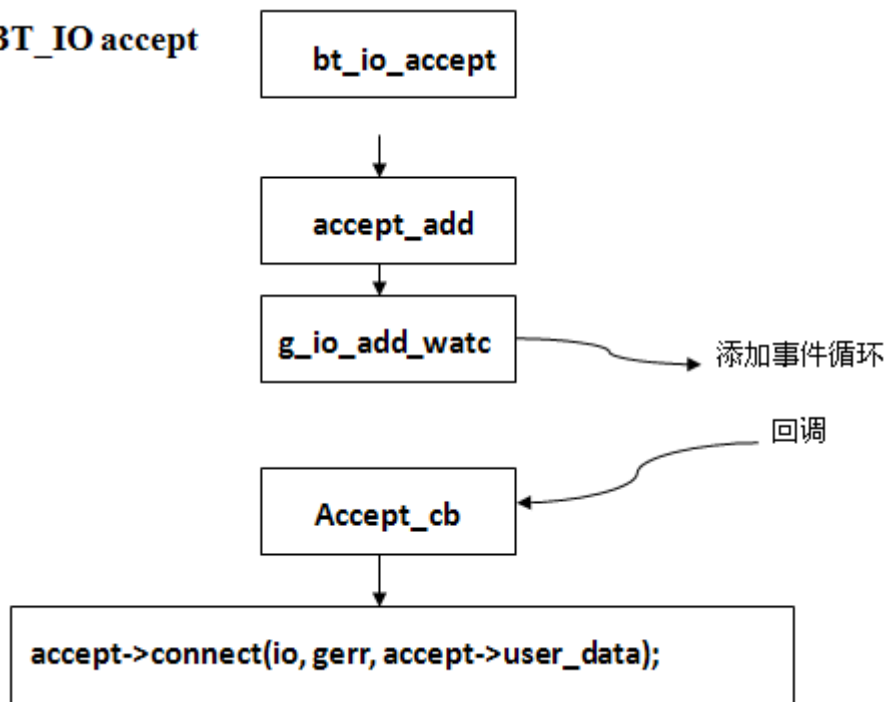 BT_IO accept
bt_io_accept
accept_add
g_io_add_watc
添加事件循环
回调
Accept_cb
accept->connect(io, gerr, accept->user_data);